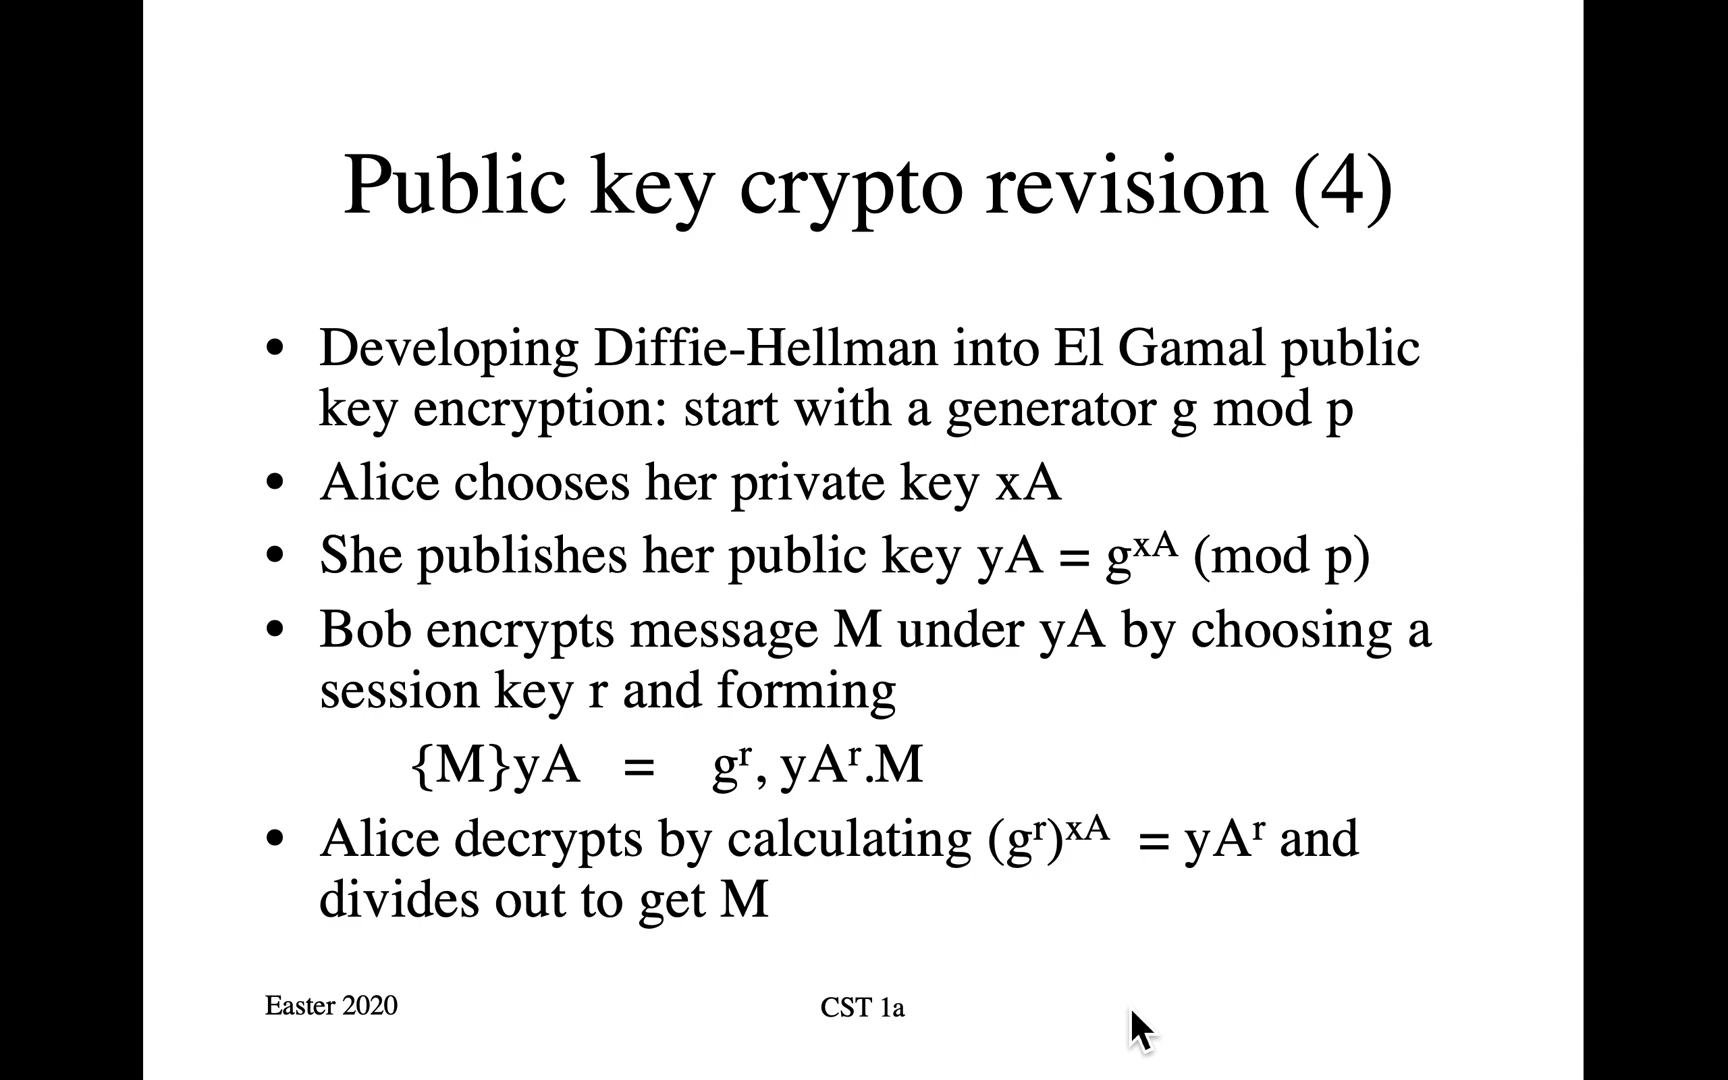 Public key crypto revision (4)
• Developing Diffie-Hellman into El Gamal public
key encryption: start with a generator g mod p
• Alice chooses her private key xA
• She publishes her public key yA = g^xA (mod p)
• Bob encrypts message M under yA by choosing a
session key r and forming
{M}yA = g^r, yA^r.M
• Alice decrypts by calculating (g^r)^xA = yA^r and
divides out to get M
Easter 2020
CST 1a